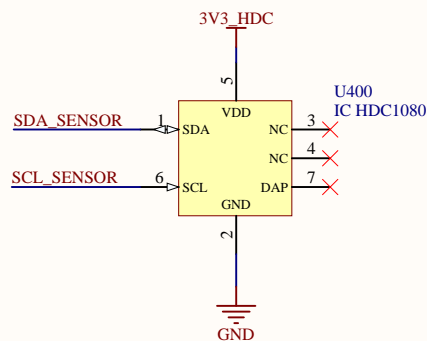 3V3_HDC
5
U400
IC HDC1080
VDD
SDA_SENSOR
1
SDA
NC
3
NC
4
SCL_SENSOR
6
SCL
DAP
7
GND
2
GND